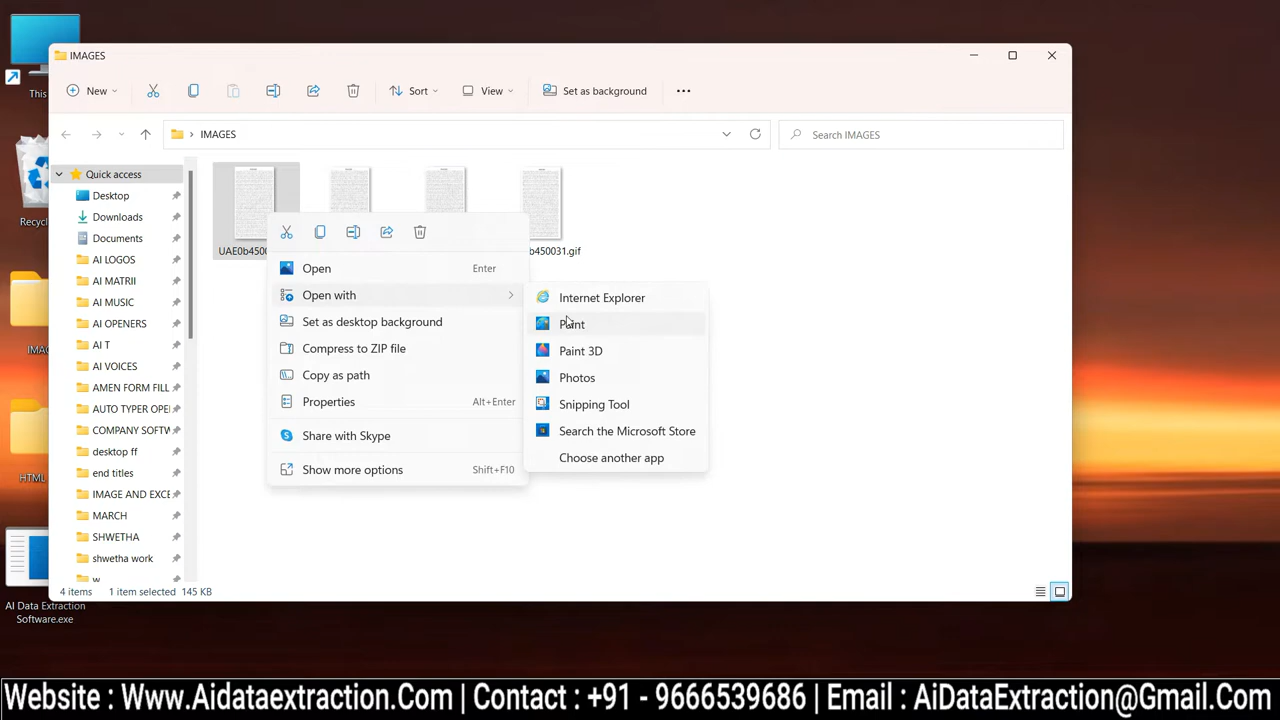 This
Recyc
IMAG
HTML
AI Data Extraction
Software.exe
IMAGES
New
Sort
View
Set as background
IMAGES
Search IMAGES
Quick access
Desktop
Downloads
Documents
AI LOGOS
AI MATRII
AI MUSIC
AI OPENERS
AI T
AI VOICES
AMEN FORM FILL
AUTO TYPER OPE
COMPANY SOFTW
desktop ff
end titles
IMAGE AND EXCE
MARCH
SHWETHA
shwetha work
w
UAE0b4500
b450031.gif
Open Enter
Open with
Set as desktop background
Compress to ZIP file
Copy as path
Properties Alt+Enter
Share with Skype
Show more options Shift+F10
Internet Explorer
Paint
Paint 3D
Photos
Snipping Tool
Search the Microsoft Store
Choose another app
4 items 1 item selected 145 KB
Website : Www.Aidataextraction.Com | Contact : +91 - 9666539686 | Email : AiDataExtraction@Gmail.Com